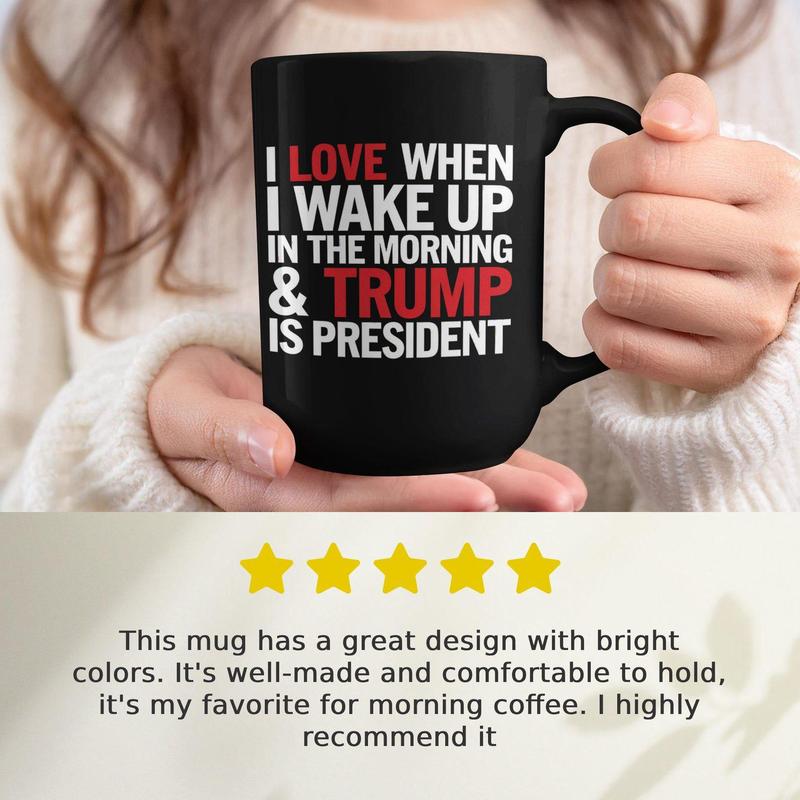 I LOVE WHEN
I WAKE UP
IN THE MORNING
& TRUMP
IS PRESIDENT
This mug has a great design with bright
colors. It's well-made and comfortable to hold,
it's my favorite for morning coffee. I highly
recommend it